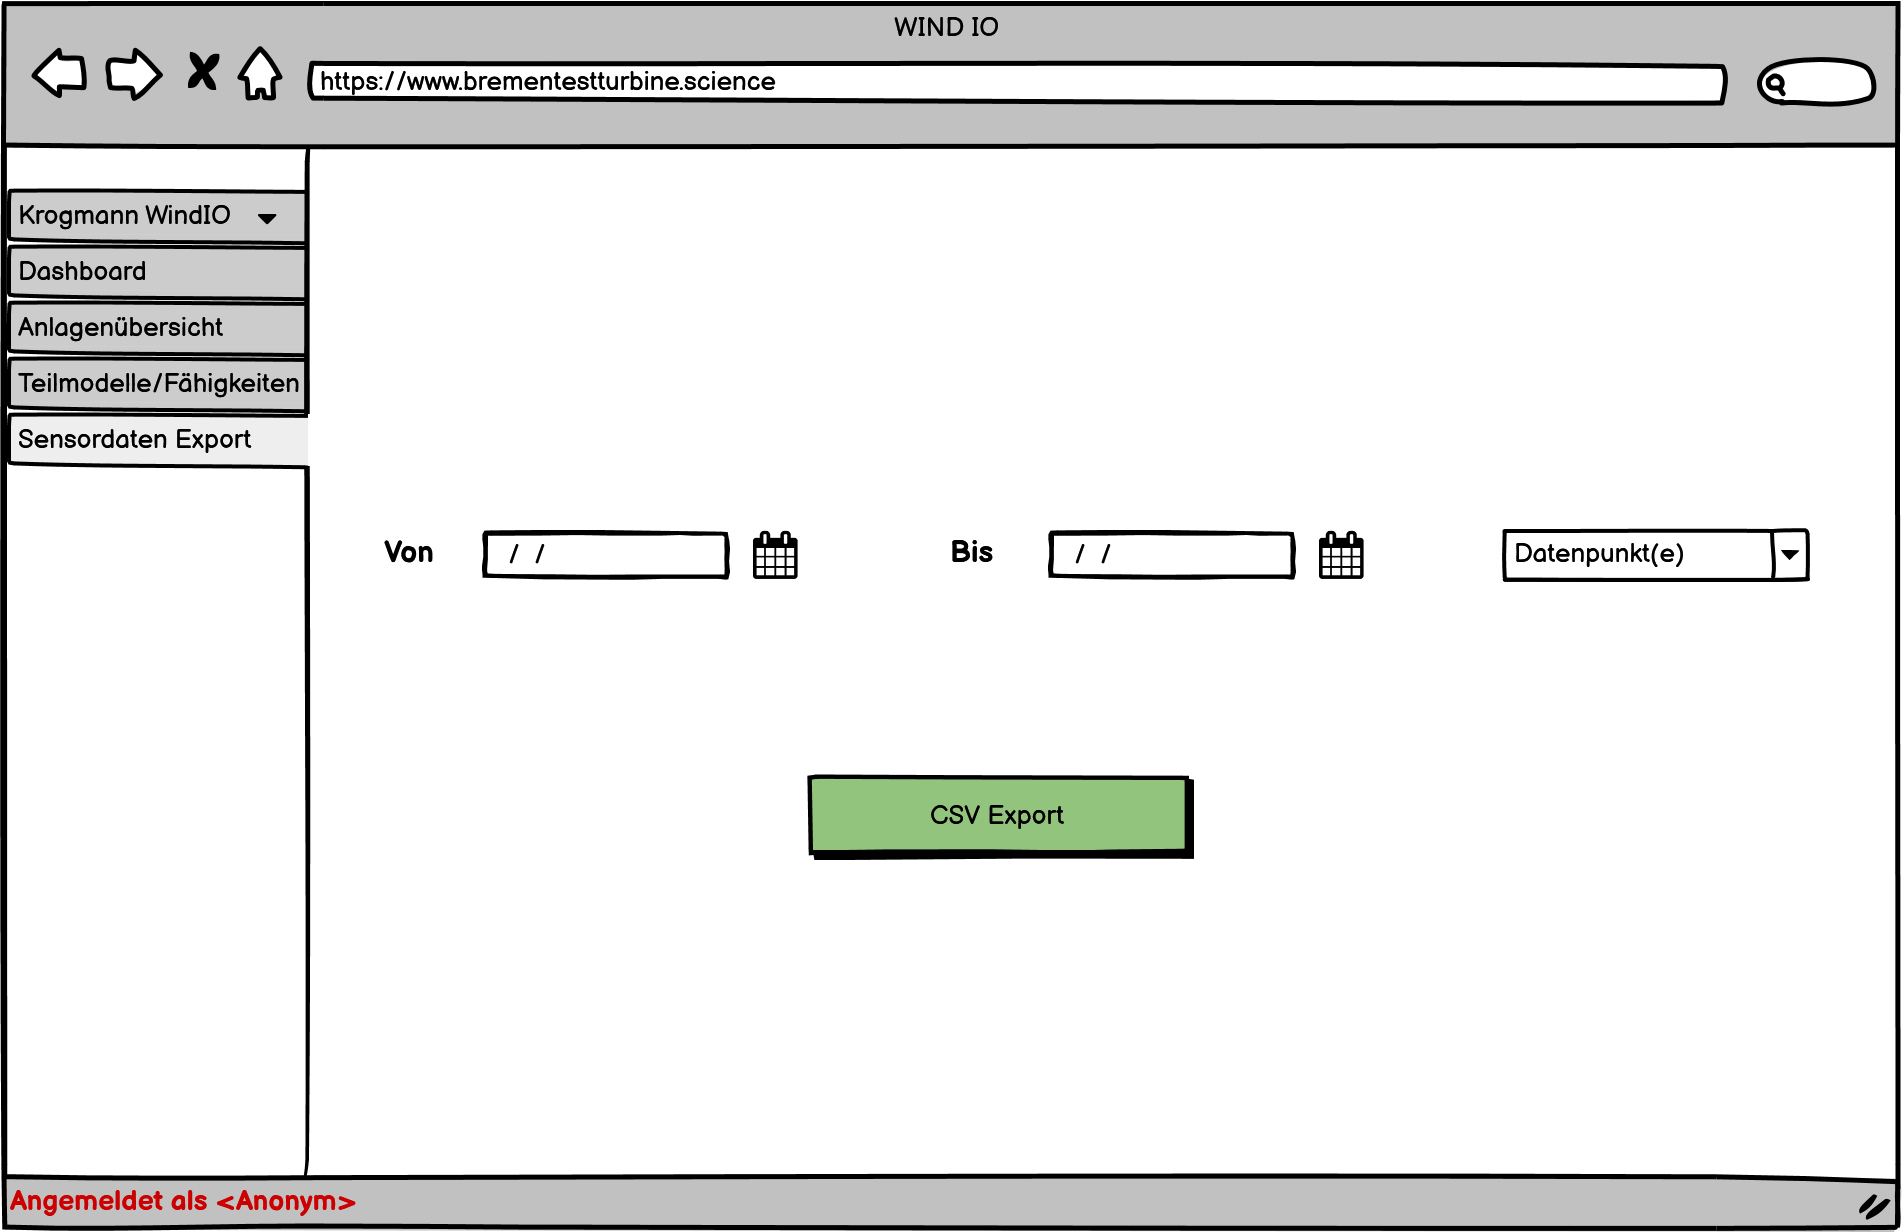 WIND IO
https://www.brementestturbine.science
Krogmann WindIO
Dashboard
Anlagenübersicht
Teilmodelle/Fähigkeiten
Sensordaten Export
Von / / Bis / / Datenpunkt(e)
CSV Export
Angemeldet als <Anonym>